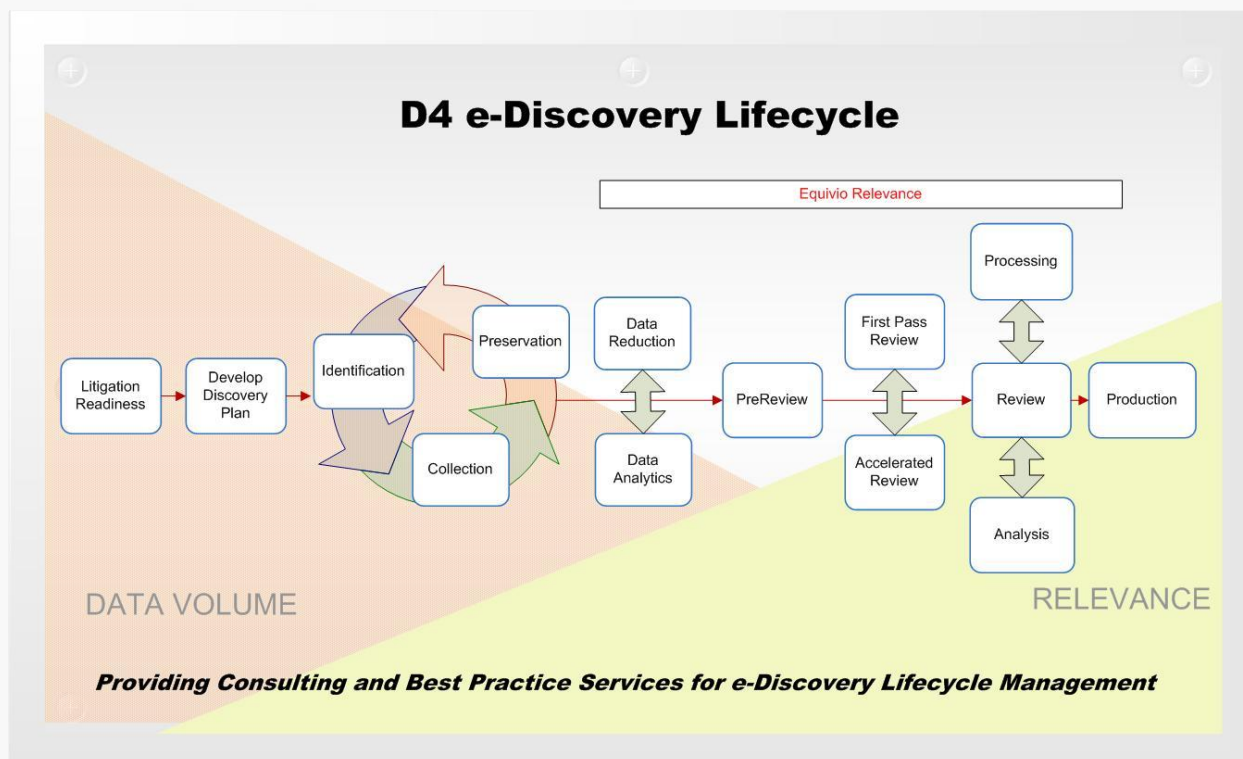 D4 e-Discovery Lifecycle
Equivio Relevance
Litigation
Readiness
Develop
Discovery
Plan
Identification
Preservation
Collection
Data
Reduction
Data
Analytics
PreReview
First Pass
Review
Accelerated
Review
Processing
Review
Analysis
Production
DATA VOLUME
RELEVANCE
Providing Consulting and Best Practice Services for e-Discovery Lifecycle Management